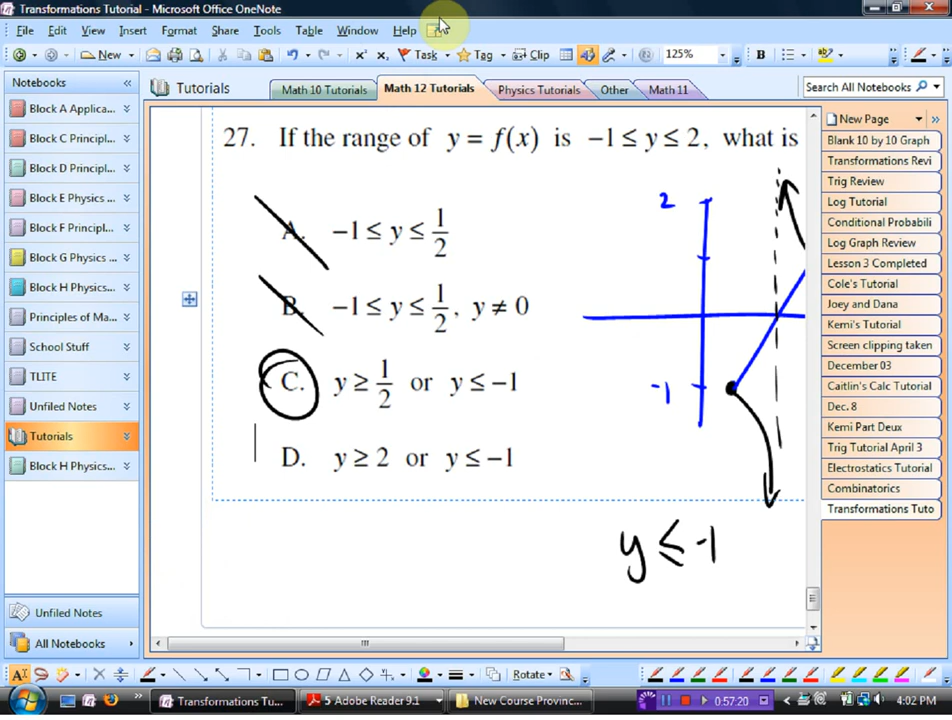 Transformations Tutorial - Microsoft Office OneNote
File Edit View Insert Format Share Tools Table Window Help
New Task Tag Clip x² x, 125% B
Notebooks «
Tutorials
Math 10 Tutorials Math 12 Tutorials Physics Tutorials Other Math 11
Search All Notebooks
Block A Applica...
Block C Principl...
Block D Principl...
Block E Physics ...
Block F Principl...
Block G Physics ...
Block H Physics...
Principles of Ma...
School Stuff
TLITE
Unfiled Notes
Tutorials
Block H Physics...
Unfiled Notes
All Notebooks
27. If the range of y = f(x) is −1 ≤ y ≤ 2, what is
A. −1 ≤ y ≤ 1/2
B. −1 ≤ y ≤ 1/2, y ≠ 0
C. y ≥ 1/2 or y ≤ −1
D. y ≥ 2 or y ≤ −1
2
-1
y ≤ -1
New Page
Blank 10 by 10 Graph
Transformations Revi
Trig Review
Log Tutorial
Conditional Probabili
Log Graph Review
Lesson 3 Completed
Cole's Tutorial
Joey and Dana
Kemi's Tutorial
Screen clipping taken
December 03
Caitlin's Calc Tutorial
Dec. 8
Kemi Part Deux
Trig Tutorial April 3
Electrostatics Tutorial
Combinatorics
Transformations Tuto
Rotate
Transformations Tut...
5 Adobe Reader 9.1
New Course Provinc...
0:57:20
4:02 PM